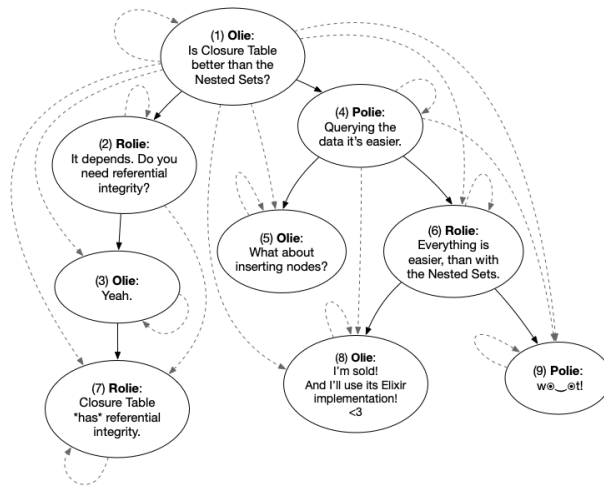 (1) Olie:
Is Closure Table
better than the
Nested Sets?
(4) Polie:
Querying the
data it's easier.
(2) Rolie:
It depends. Do you
need referential
integrity?
(5) Olie:
What about
inserting nodes?
(6) Rolie:
Everything is
easier, than with
the Nested Sets.
(3) Olie:
Yeah.
(7) Rolie:
Closure Table
*has* referential
integrity.
(8) Olie:
I'm sold!
And I'll use its Elixir
implementation!
<3
(9) Polie:
w⊙‿⊙t!